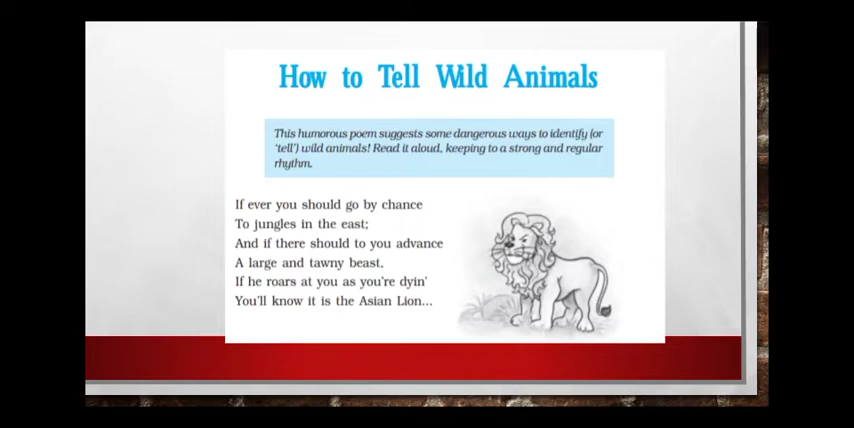 How to Tell Wild Animals
This humorous poem suggests some dangerous ways to identify (or
'tell') wild animals! Read it aloud, keeping to a strong and regular
rhythm.
If ever you should go by chance
To jungles in the east;
And if there should to you advance
A large and tawny beast,
If he roars at you as you're dyin'
You'll know it is the Asian Lion...